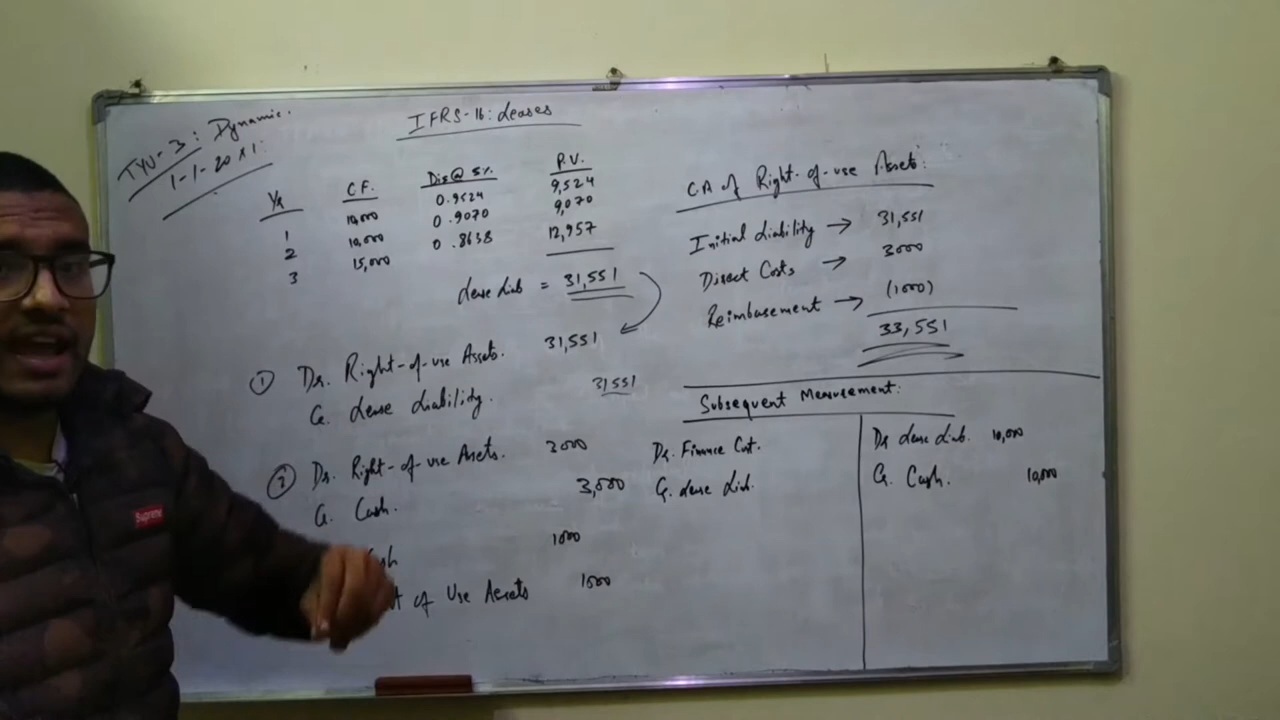 IFRS-16: Leases
TYU-3: Dynamic.
1-1-20X1.
Yr C.F. Dis@ 5% P.V.
1 10,000 0.9524 9,524
2 10,000 0.9070 9,070
3 15,000 0.8638 12,957
Lease Liab = 31,551
① Dr. Right-of-use Assets. 31,551
Cr. Lease Liability. 31,551
② Dr. Right-of-use Assets. 3000
Cr. Cash. 3,000
1000
of Use Assets 1000
CA of Right-of-use Assets:
Initial Liability → 31,551
Direct Costs → 3000
Reimbusement → (1000)
33,551
Subsequent Measurement:
Dr. Finance Cost.
Cr. Lease Liab.
Dr Lease Liab. 10,000
Cr. Cash. 10,000
Supreme